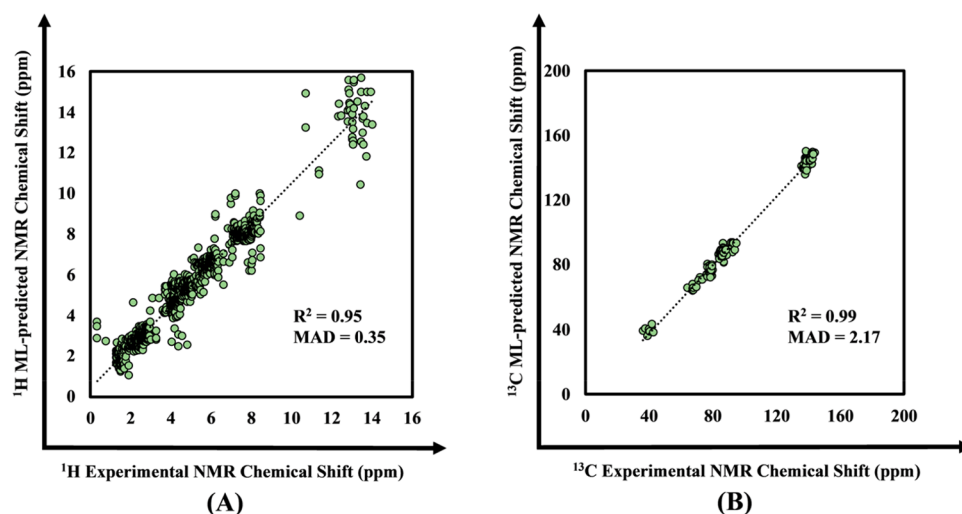 ¹H ML-predicted NMR Chemical Shift (ppm)
16
14
12
10
8
6
4
2
0
R² = 0.95
MAD = 0.35
0 2 4 6 8 10 12 14 16
¹H Experimental NMR Chemical Shift (ppm)
(A)
¹³C ML-predicted NMR Chemical Shift (ppm)
200
160
120
80
40
0
R² = 0.99
MAD = 2.17
0 40 80 120 160 200
¹³C Experimental NMR Chemical Shift (ppm)
(B)